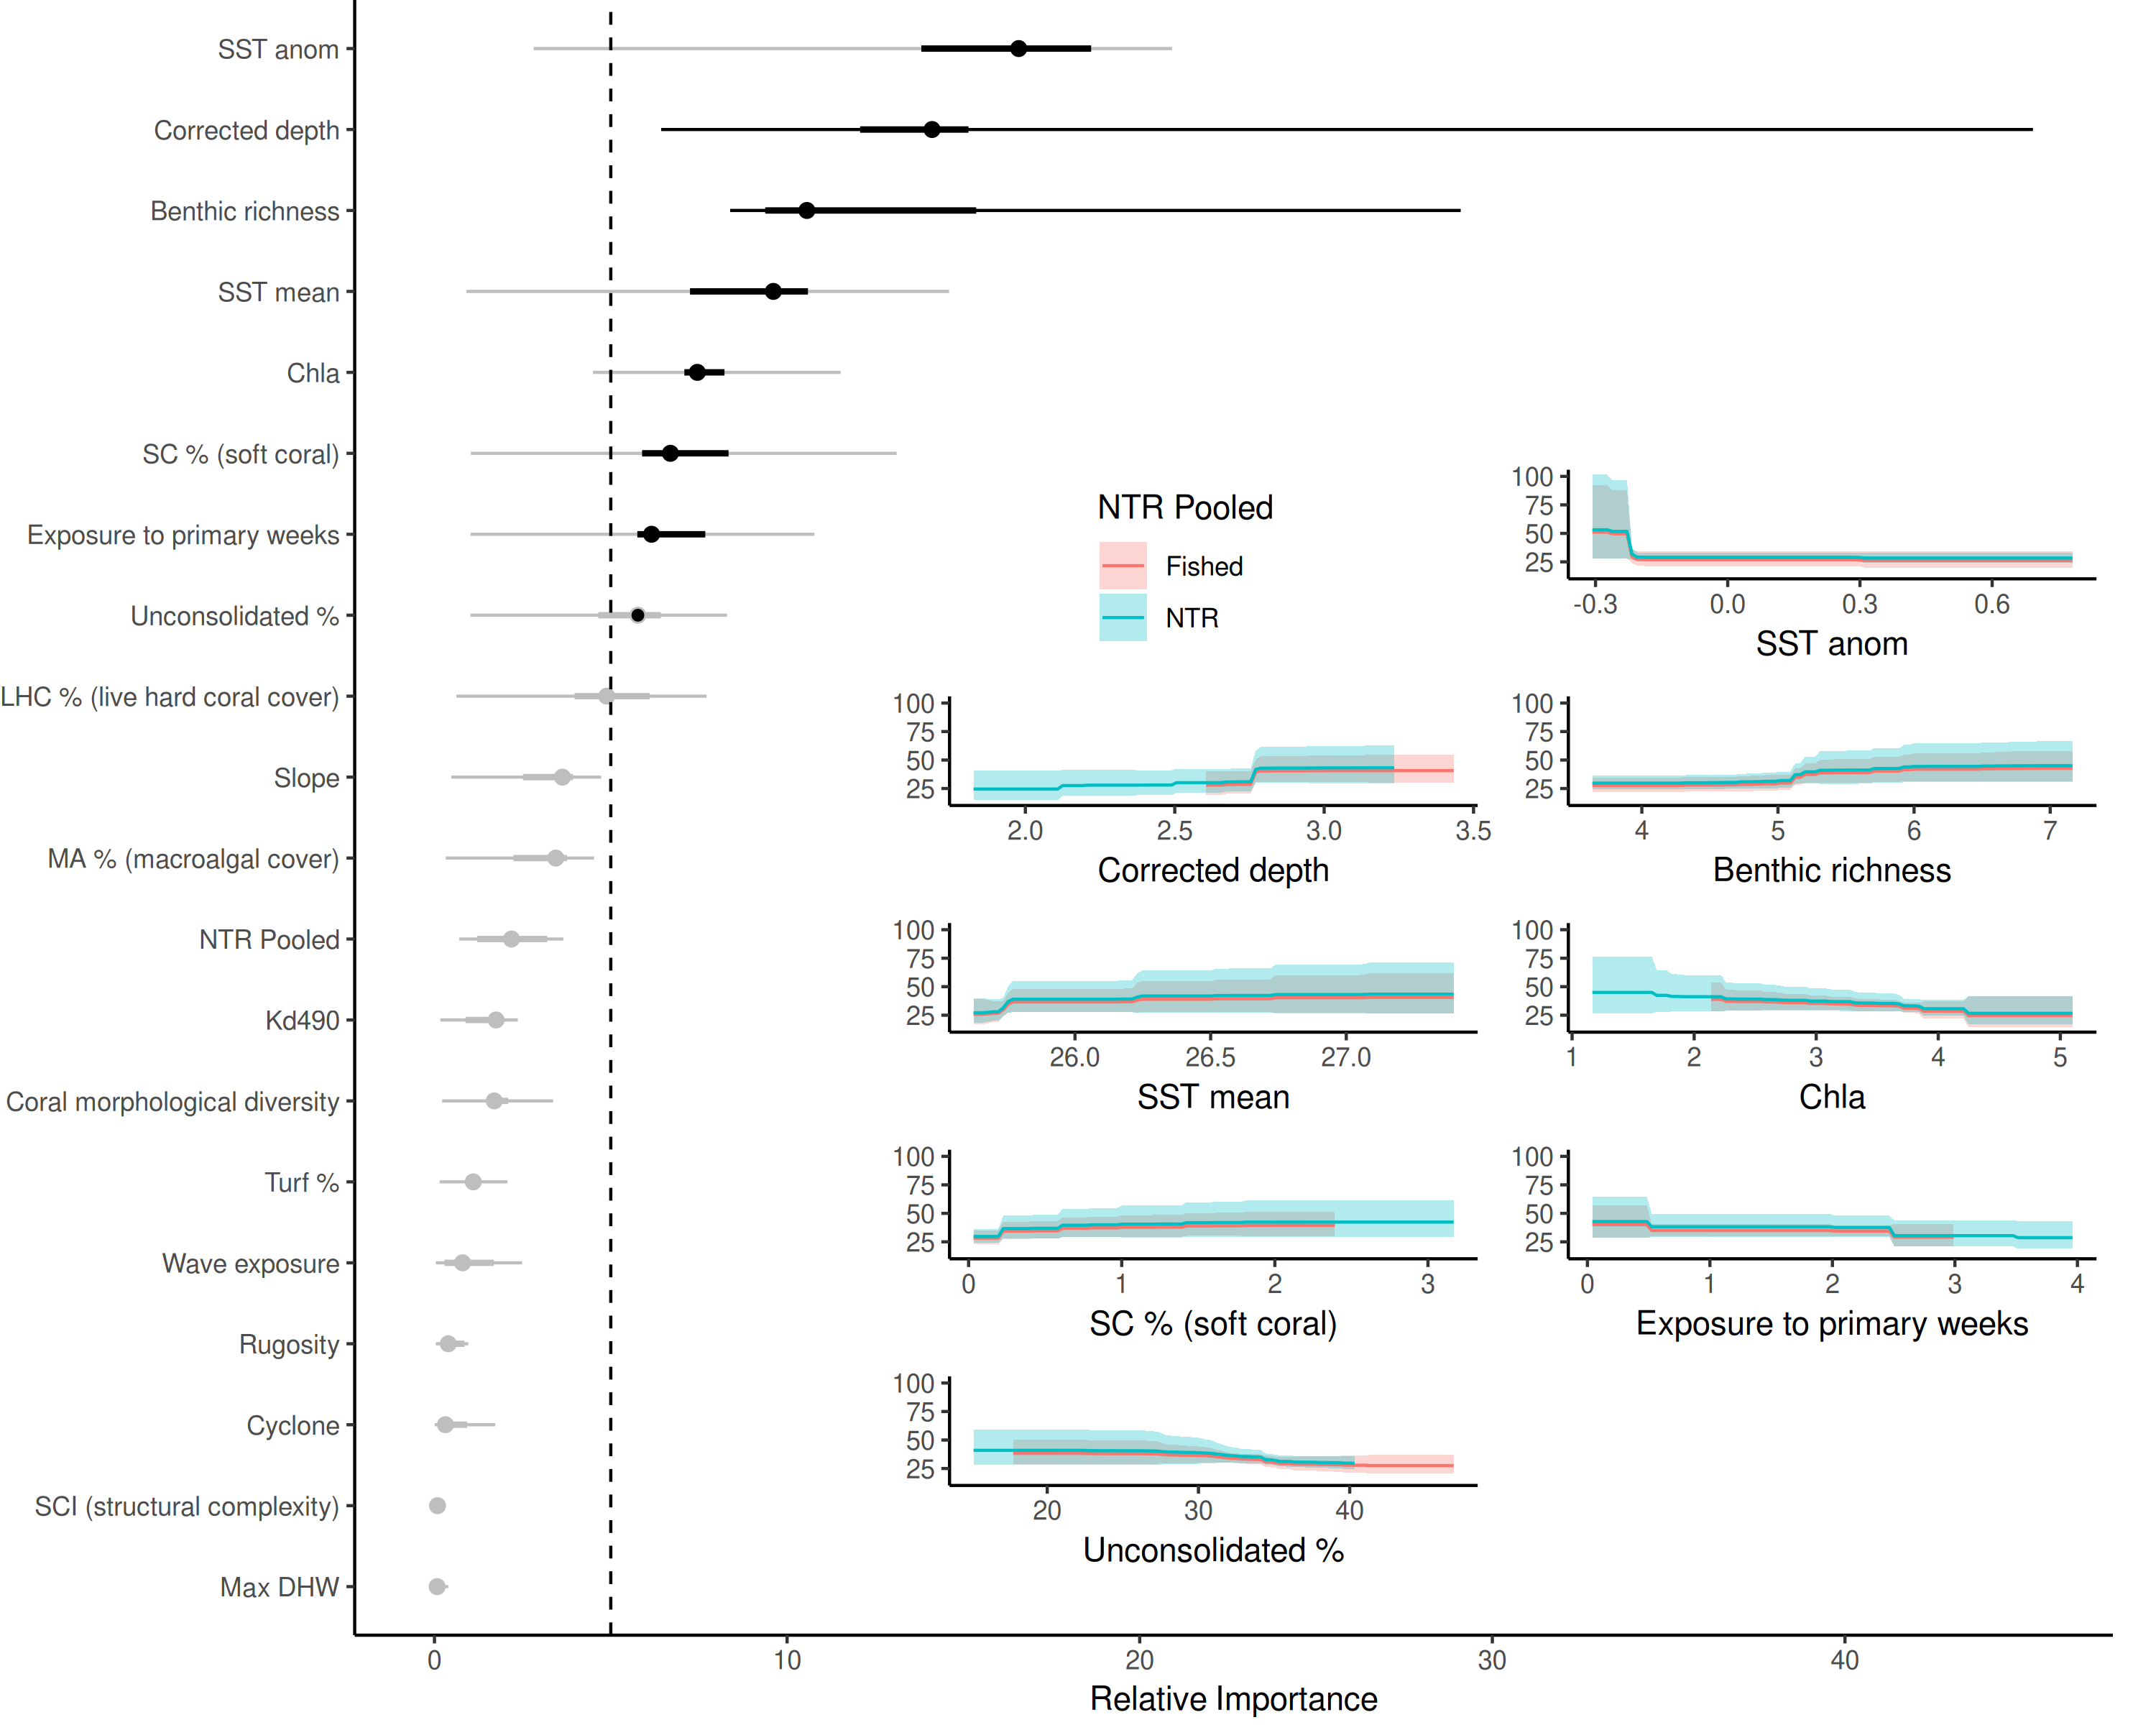 SST anom
Corrected depth
Benthic richness
SST mean
Chla
SC % (soft coral)
Exposure to primary weeks
Unconsolidated %
LHC % (live hard coral cover)
Slope
MA % (macroalgal cover)
NTR Pooled
Kd490
Coral morphological diversity
Turf %
Wave exposure
Rugosity
Cyclone
SCI (structural complexity)
Max DHW
0 10 20 30 40
Relative Importance
NTR Pooled
Fished
NTR
100
75
50
25
-0.3 0.0 0.3 0.6
SST anom
100
75
50
25
2.0 2.5 3.0 3.5
Corrected depth
100
75
50
25
4 5 6 7
Benthic richness
100
75
50
25
26.0 26.5 27.0
SST mean
100
75
50
25
1 2 3 4 5
Chla
100
75
50
25
0 1 2 3
SC % (soft coral)
100
75
50
25
0 1 2 3 4
Exposure to primary weeks
100
75
50
25
20 30 40
Unconsolidated %